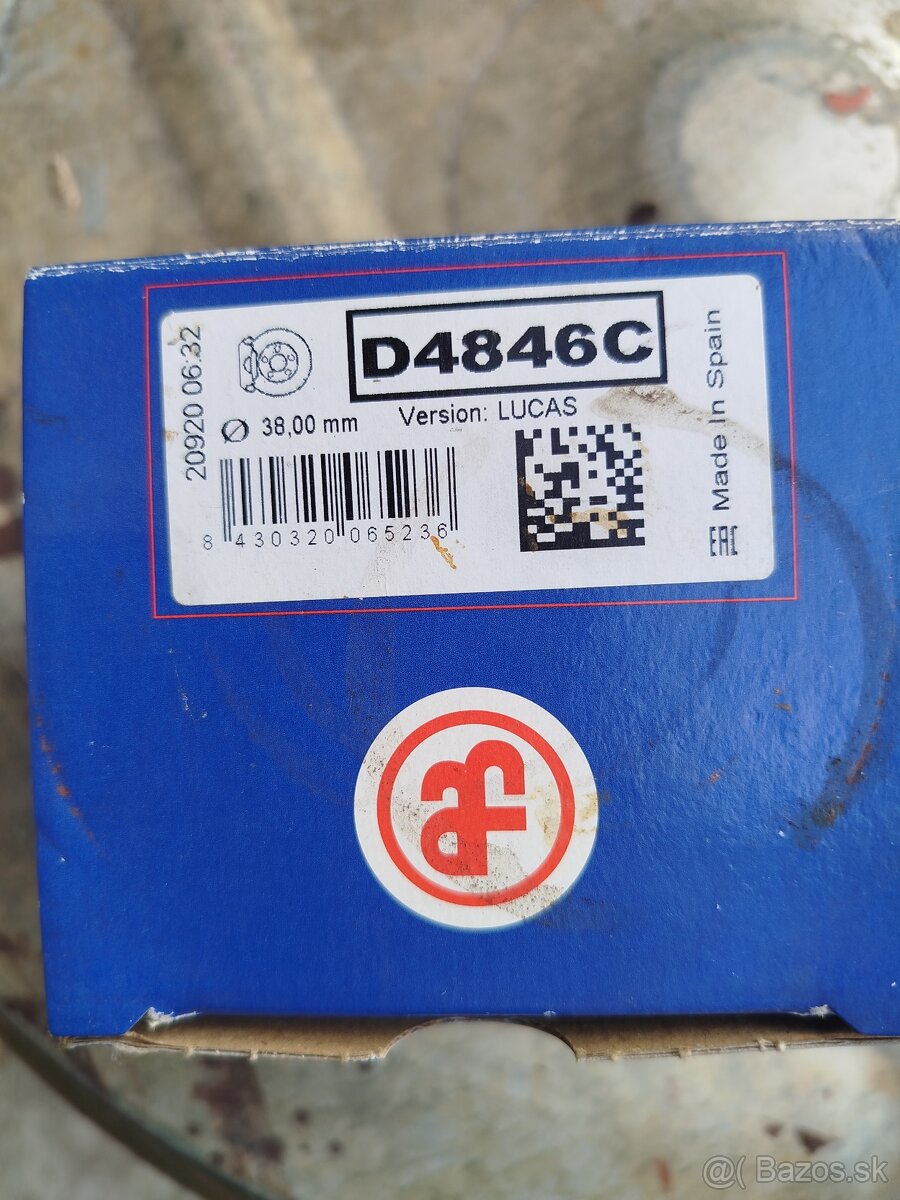 20920 06:32
D4846C
Ø 38,00 mm
Version: LUCAS
8 430320 065236
Made In Spain
EAC
@( Bazos.sk